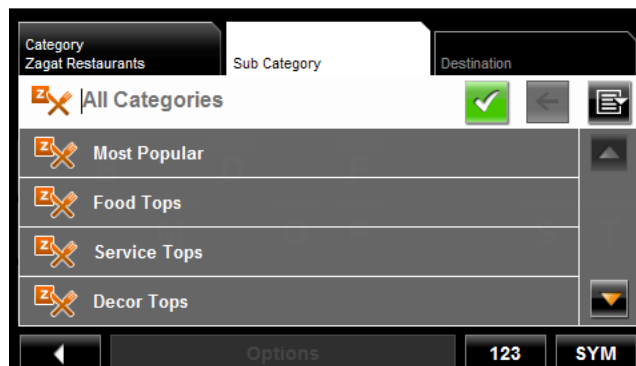 Category
Zagat Restaurants
Sub Category
Destination
Z All Categories
Z Most Popular
Z Food Tops
Z Service Tops
Z Decor Tops
Options
123
SYM